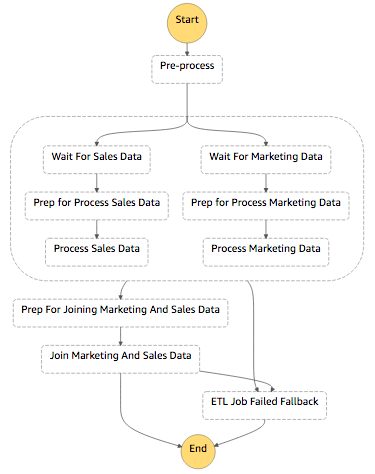 Start
Pre-process
Wait For Sales Data
Wait For Marketing Data
Prep for Process Sales Data
Prep for Process Marketing Data
Process Sales Data
Process Marketing Data
Prep For Joining Marketing And Sales Data
Join Marketing And Sales Data
ETL Job Failed Fallback
End